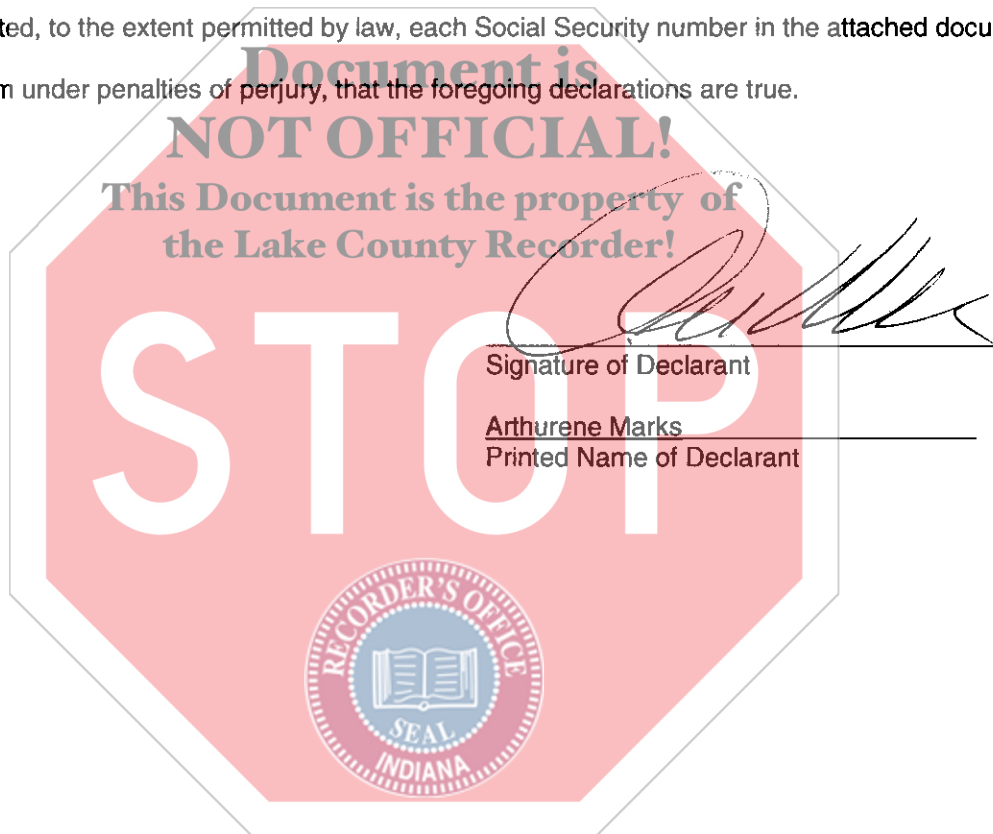 ted, to the extent permitted by law, each Social Security number in the attached docu
m under penalties of perjury, that the foregoing declarations are true.
Document is
NOT OFFICIAL!
This Document is the property of
the Lake County Recorder!
STOP
Signature of Declarant
Arthurene Marks
Printed Name of Declarant
RECORDER'S OFFICE
SEAL
INDIANA